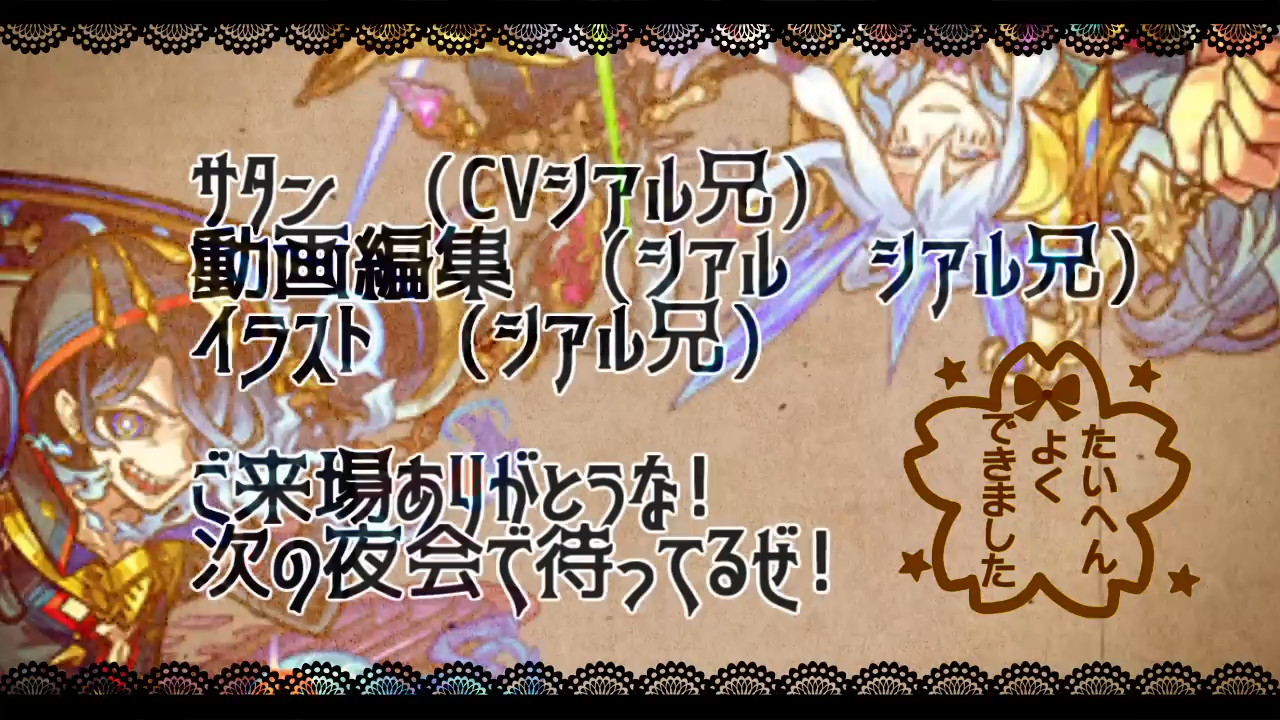 サタン　(CVシアル兄)
動画編集　(シアル　シアル兄)
イラスト　(シアル兄)
ご来場ありがとうな!
次の夜会で待ってるぜ!
たいへん
よく
できました